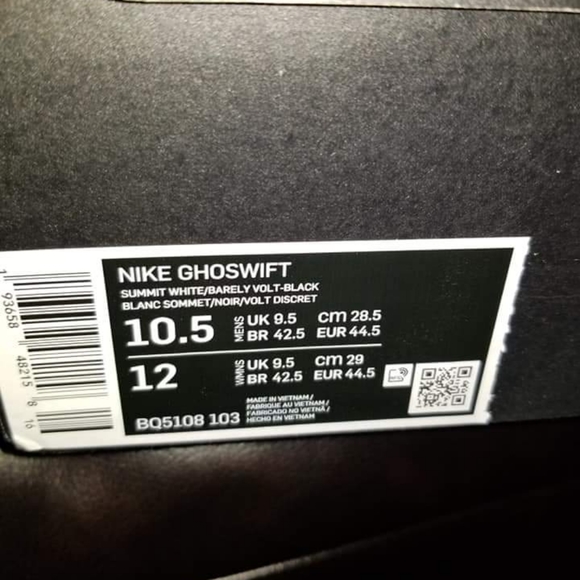 NIKE GHOSWIFT
SUMMIT WHITE/BARELY VOLT-BLACK
BLANC SOMMET/NOIR/VOLT DISCRET
10.5 MENS UK 9.5 cm 28.5
BR 42.5 EUR 44.5
12 WMNS UK 9.5 cm 29
BR 42.5 EUR 44.5
MADE IN VIETNAM/
FABRIQUE AU VIETNAM/
FABRICADO NO VIETNÃ/
HECHO EN VIETNAM
BQ5108 103
1 93658 48215 8
16